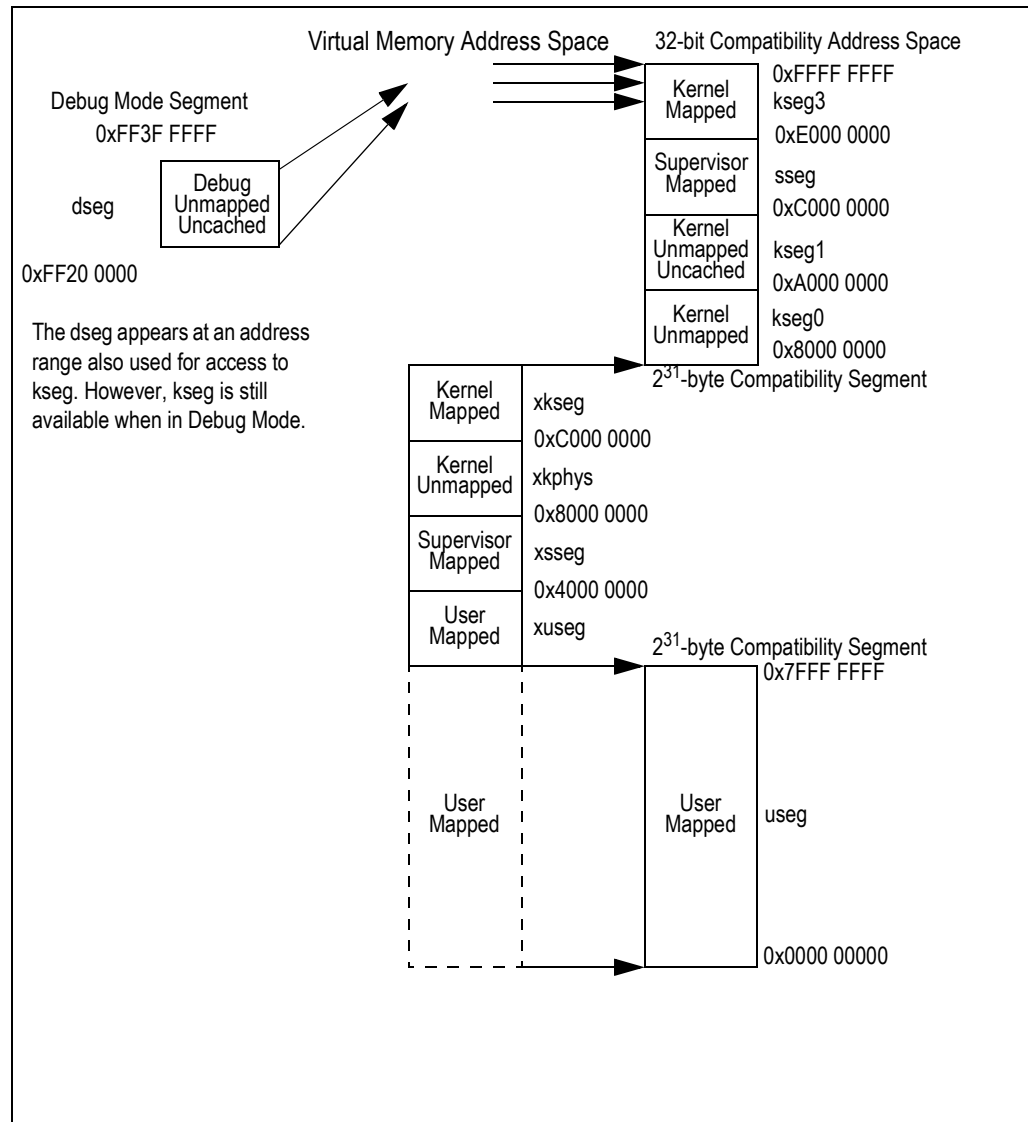 Virtual Memory Address Space
32-bit Compatibility Address Space
Debug Mode Segment
0xFF3F FFFF
dseg
Debug
Unmapped
Uncached
0xFF20 0000
The dseg appears at an address
range also used for access to
kseg. However, kseg is still
available when in Debug Mode.
Kernel
Mapped
0xFFFF FFFF
kseg3
0xE000 0000
Supervisor
Mapped
sseg
0xC000 0000
Kernel
Unmapped
Uncached
kseg1
0xA000 0000
Kernel
Unmapped
kseg0
0x8000 0000
2^31-byte Compatibility Segment
Kernel
Mapped
xkseg
0xC000 0000
Kernel
Unmapped
xkphys
0x8000 0000
Supervisor
Mapped
xsseg
0x4000 0000
User
Mapped
xuseg
2^31-byte Compatibility Segment
0x7FFF FFFF
User
Mapped
User
Mapped
useg
0x0000 00000